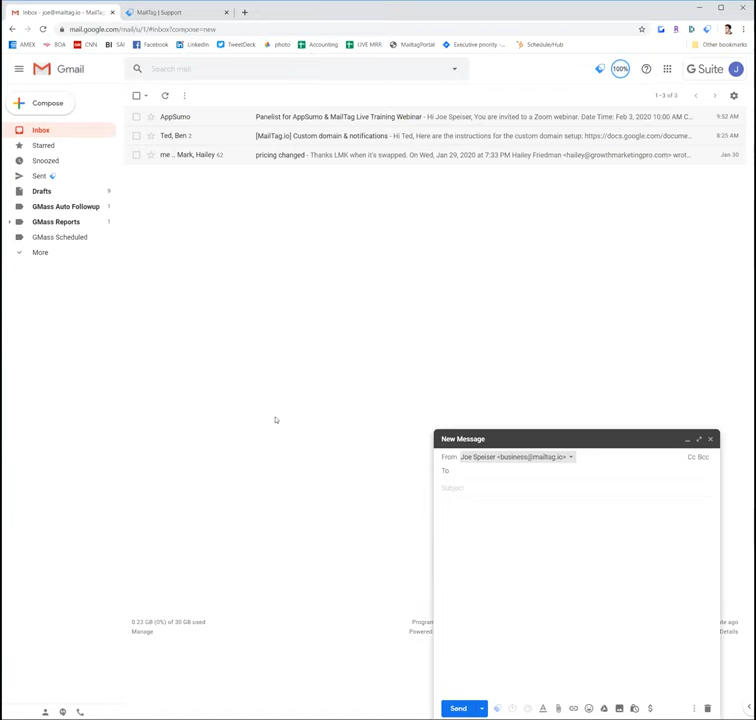 Inbox - joe@mailtag.io - MailTa
MailTag | Support
mail.google.com/mail/u/1/#inbox?compose=new
AMEX
BOA
CNN
SAI
Facebook
LinkedIn
TweetDeck
photo
Accounting
LIVE MRR
MailtagPortal
Executive priority -...
Schedule/Hub
Other bookmarks
Gmail
Search mail
100%
G Suite
J
Compose
1–3 of 3
Inbox
AppSumo
Panelist for AppSumo & MailTag Live Training Webinar - Hi Joe Speiser, You are invited to a Zoom webinar. Date Time: Feb 3, 2020 10:00 AM C...
9:52 AM
Starred
Ted, Ben 2
[MailTag.io] Custom domain & notifications - Hi Ted, Here are the instructions for the custom domain setup; https://docs.google.com/docume...
8:25 AM
Snoozed
me .. Mark, Hailey 62
pricing changed - Thanks LMK when it's swapped. On Wed, Jan 29, 2020 at 7:33 PM Hailey Friedman <hailey@growthmarketingpro.com> wrot...
Jan 30
Sent
Drafts 9
GMass Auto Followup 1
GMass Reports 1
GMass Scheduled
More
New Message
From Joe Speiser <business@mailtag.io>
Cc Bcc
To
Subject
0.23 GB (0%) of 30 GB used
Manage
Program
Powered
ago
Details
Send